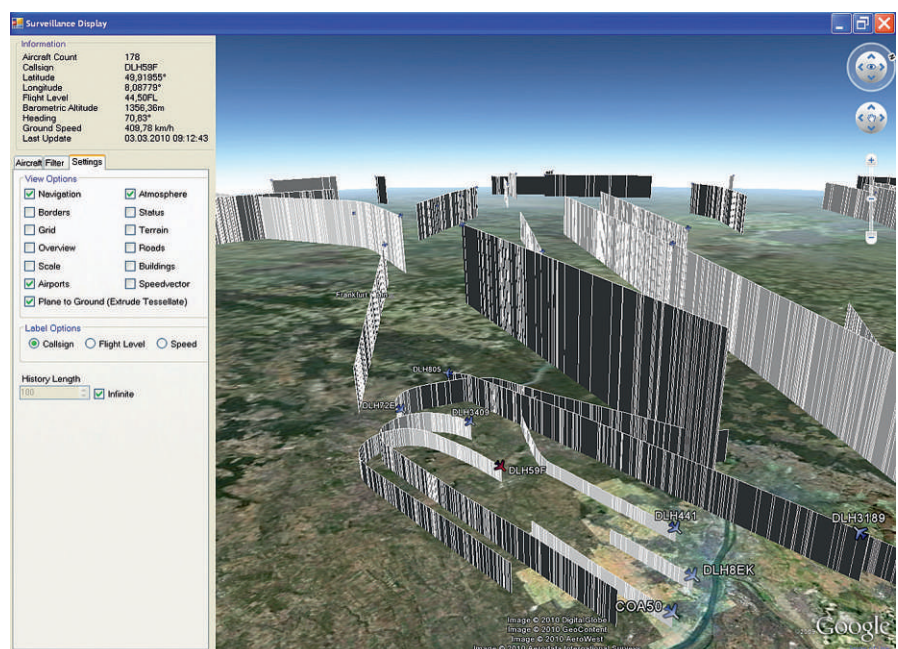 Surveillance Display
Information
Aircraft Count 178
Callsign DLH59F
Latitude 49,91955°
Longitude 8,08779°
Flight Level 44,50FL
Barometric Altitude 1356,36m
Heading 70,83°
Ground Speed 409,78 km/h
Last Update 03.03.2010 09:12:43
Aircraft Filter Settings
View Options
Navigation Atmosphere
Borders Status
Grid Terrain
Overview Roads
Scale Buildings
Airports Speedvector
Plane to Ground (Extrude Tessellate)
Label Options
Callsign Flight Level Speed
History Length
100 Infinite
DLH805
DLH72E
DLH3409
DLH59F
DLH441
DLH3189
DLH8EK
COA50
Image © 2010 DigitalGlobe
Image © 2010 GeoContent
Image © 2010 AeroWest
Google